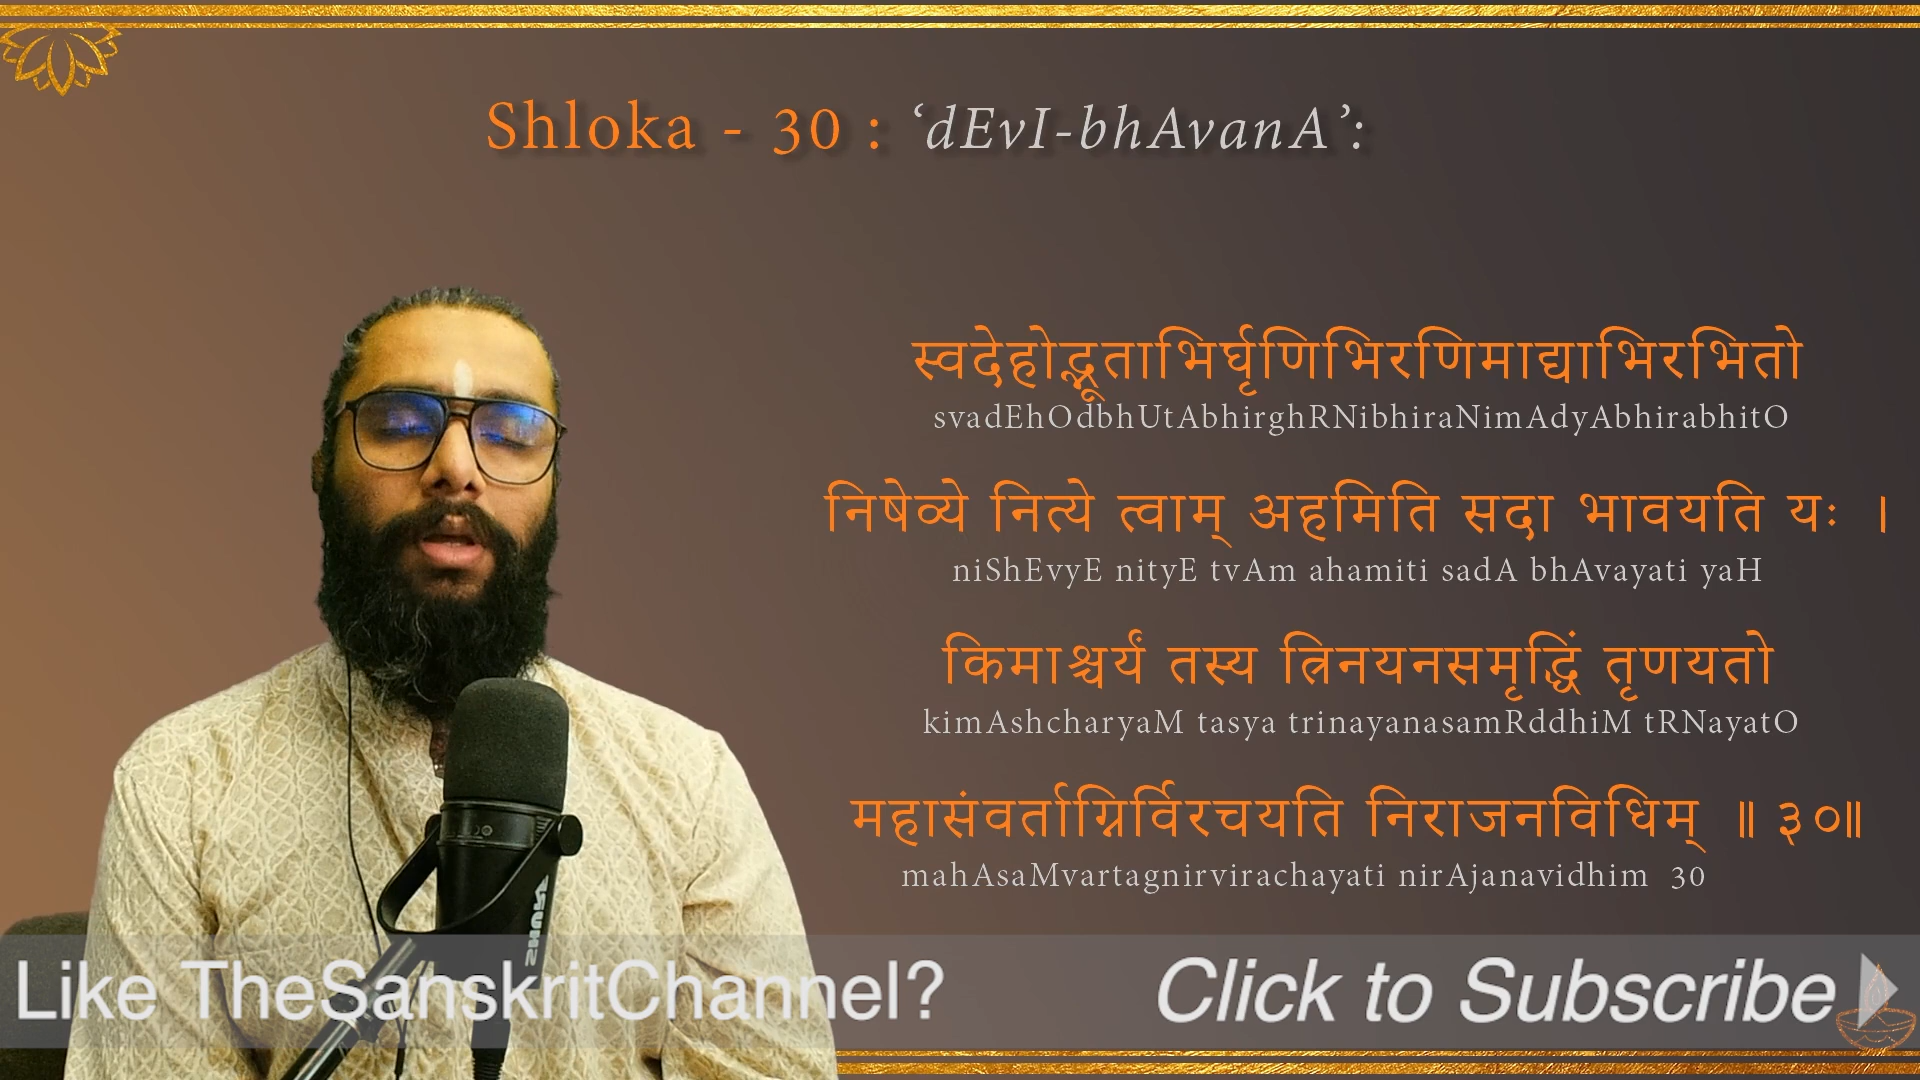 Shloka - 30 : ‘dEvI-bhAvanA’:
स्वदेहोद्भूताभिर्घृणिभिरणिमाद्याभिरभितो
svadEhOdbhUtAbhirghRNibhiraNimAdyAbhirabhitO
निषेव्ये नित्ये त्वाम् अहमिति सदा भावयति यः ।
niShEvyE nityE tvAm ahamiti sadA bhAvayati yaH
किमाश्चर्यं तस्य त्रिनयनसमृद्धिं तृणयतो
kimAshcharyaM tasya trinayanasamRddhiM tRNayatO
महासंवर्ताग्निर्विरचयति निराजनविधिम् ॥ ३०॥
mahAsaMvartagnirvirachayati nirAjanavidhim 30
SHURE
Like TheSanskritChannel?
Click to Subscribe